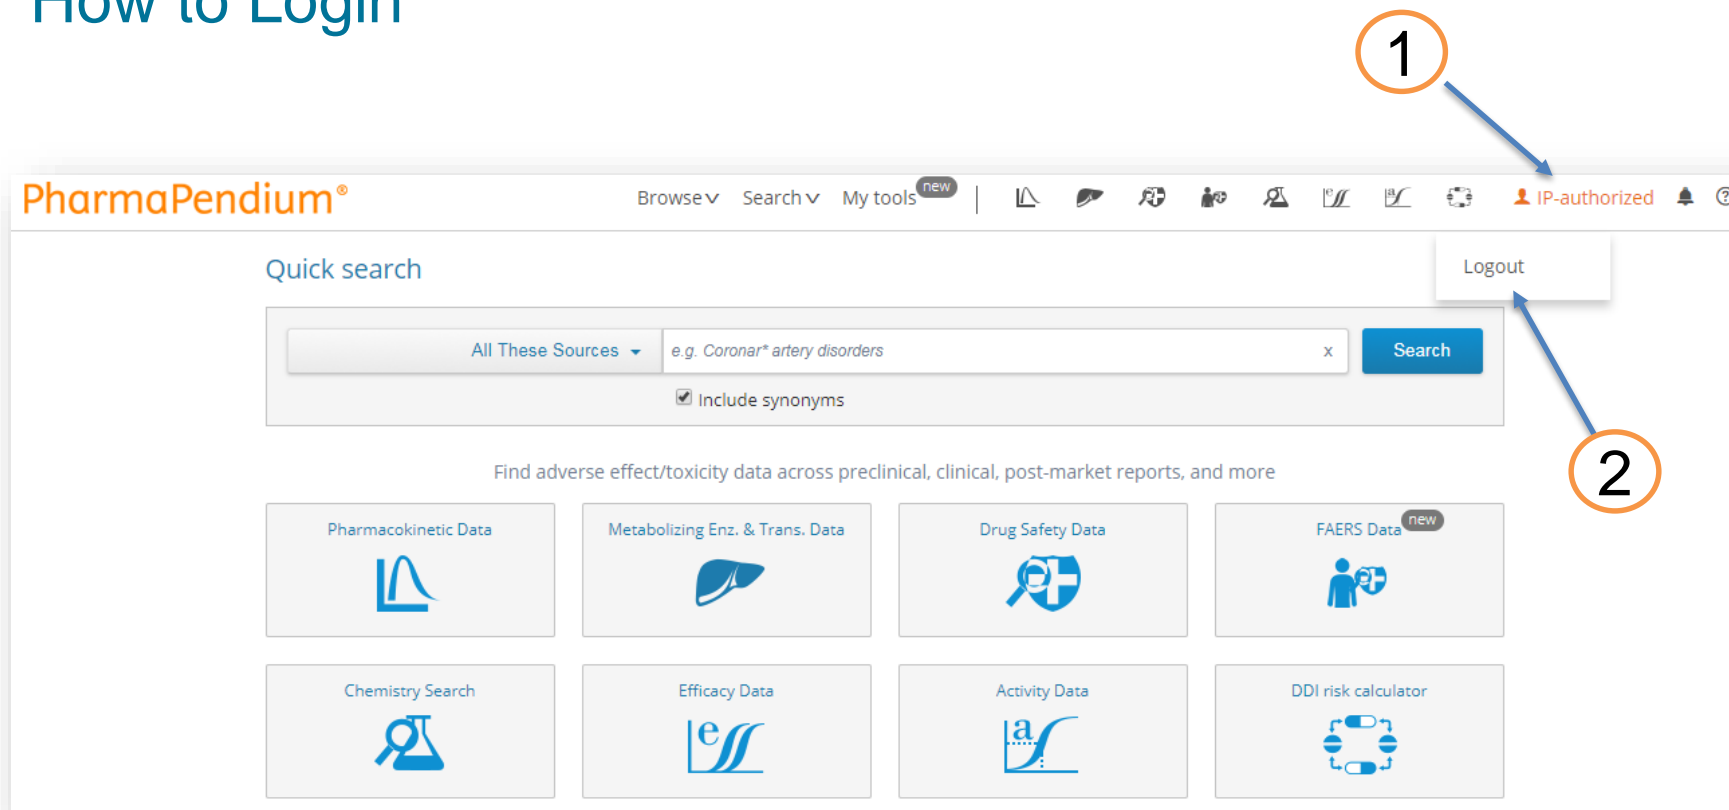 How to Login
1
PharmaPendium®
Browse Search My tools new IP-authorized
Logout
Quick search
All These Sources e.g. Coronar* artery disorders x Search
Include synonyms
2
Find adverse effect/toxicity data across preclinical, clinical, post-market reports, and more
Pharmacokinetic Data
Metabolizing Enz. & Trans. Data
Drug Safety Data
FAERS Data new
Chemistry Search
Efficacy Data
Activity Data
DDI risk calculator
eff
a